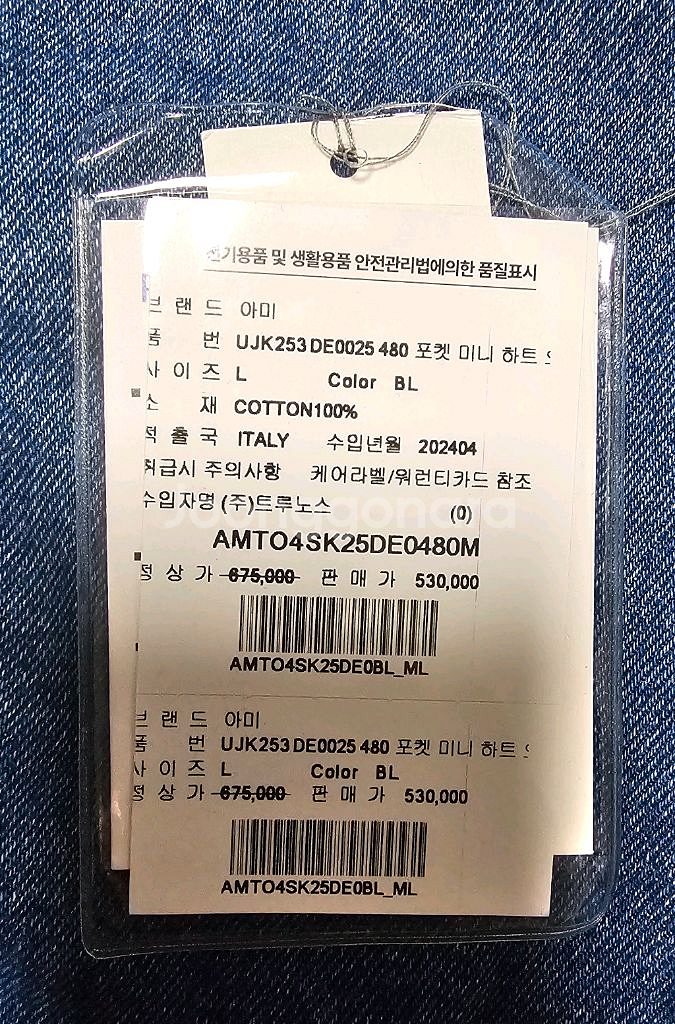 전기용품 및 생활용품 안전관리법에의한 품질표시
브 랜 드 아미
품 번 UJK253 DE0025 480 포켓 미니 하트
사 이 즈 L Color BL
소 재 COTTON100%
적 출 국 ITALY 수입년월 202404
취급시 주의사항 케어라벨/워런티카드 참조
수입자명 (주)트루노스 (0)
joonggonara
AMTO4SK25DE0480M
정 상 가 675,000 판 매 가 530,000
AMTO4SK25DE0BL_ML
브 랜 드 아미
품 번 UJK253 DE0025 480 포켓 미니 하트
사 이 즈 L Color BL
정 상 가 675,000 판 매 가 530,000
AMTO4SK25DE0BL_ML